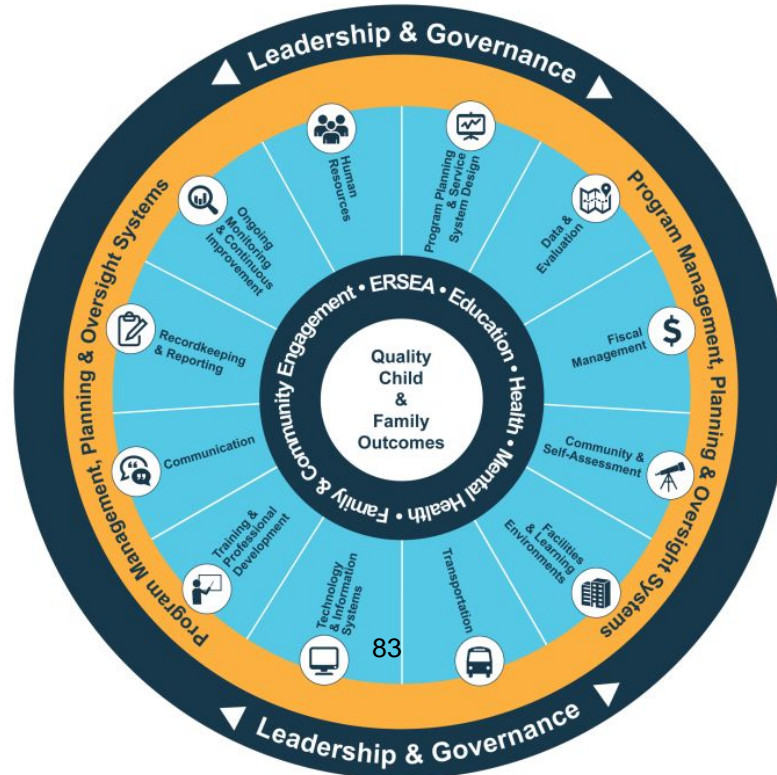 Leadership & Governance
Program Management, Planning & Oversight Systems
Program Management, Planning & Oversight Systems
Human
Resources
Program Planning
& Service
System Design
Data &
Evaluation
Fiscal
Management
Community &
Self-Assessment
Facilities
& Learning
Environments
Transportation
Technology
& Information
Systems
Training &
Professional
Development
Communication
Recordkeeping
& Reporting
Ongoing
Monitoring
& Continuous
Improvement
$
Family & Community Engagement • ERSEA • Education • Health • Mental Health •
Quality
Child
&
Family
Outcomes
83
Leadership & Governance